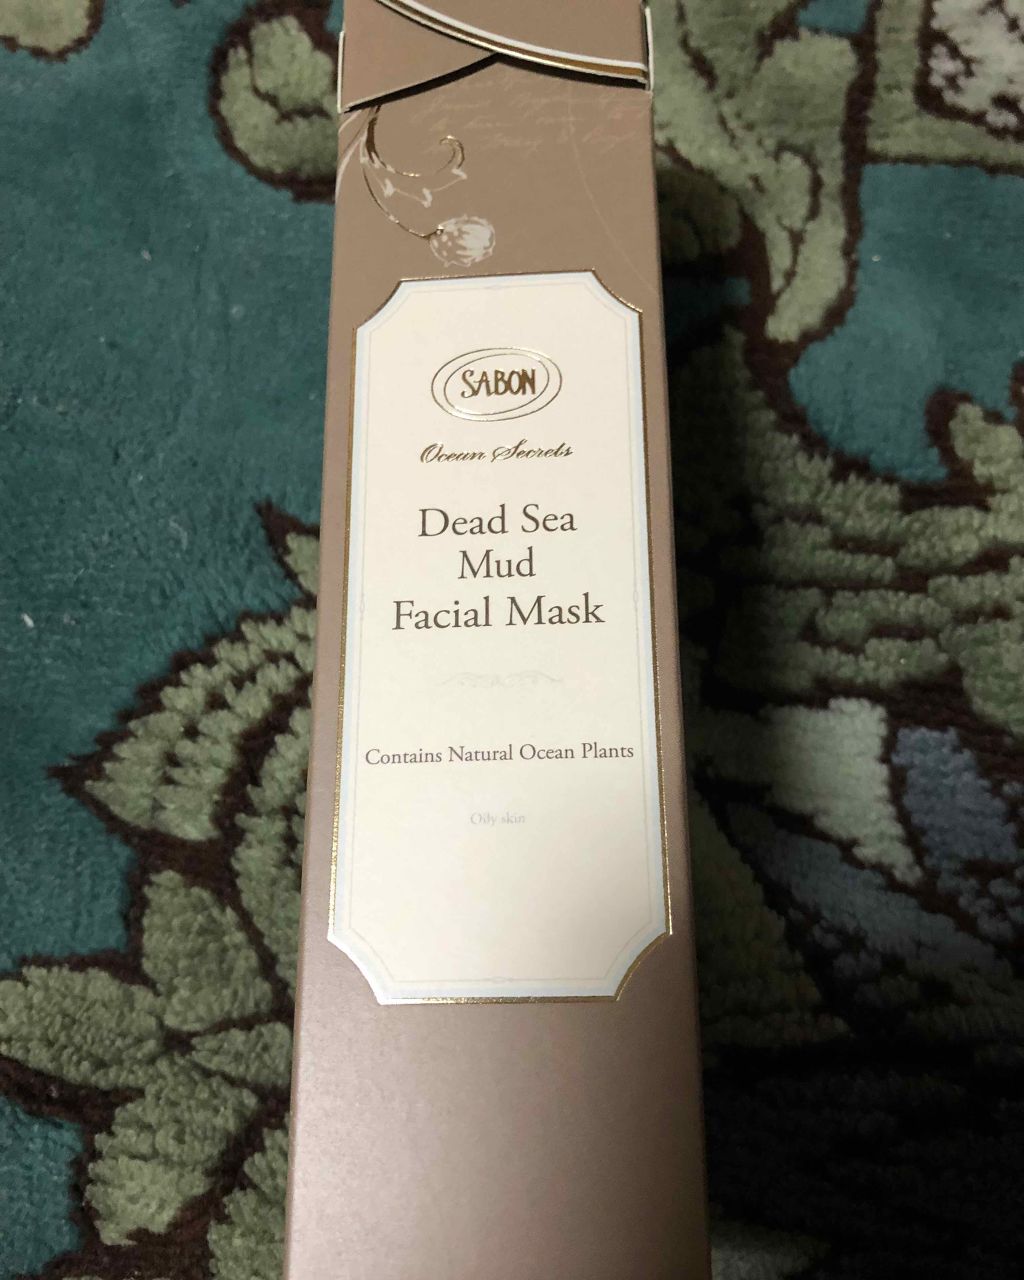 SABON
Ocean Secrets
Dead Sea
Mud
Facial Mask
Contains Natural Ocean Plants
Oily skin